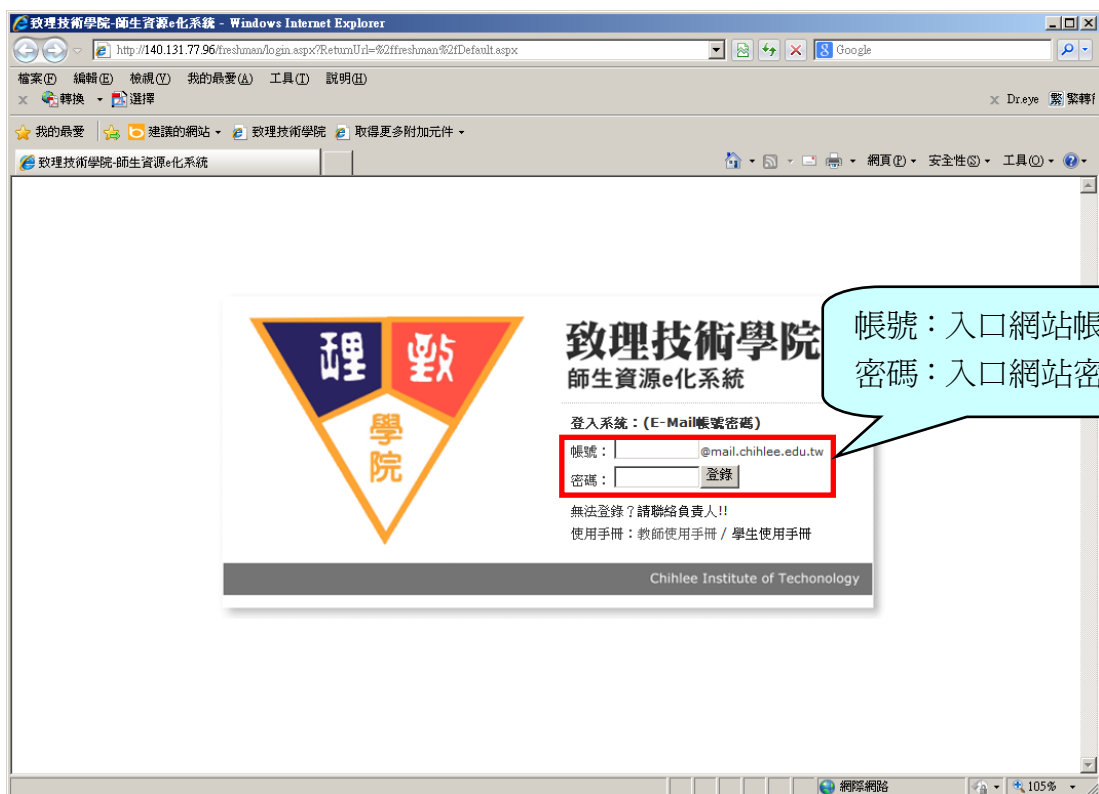 致理技術學院-師生資源e化系統 - Windows Internet Explorer
http://140.131.77.96/freshman/login.aspx?ReturnUrl=%2ffreshman%2fDefault.aspx
Google
檔案(F) 編輯(E) 檢視(V) 我的最愛(A) 工具(T) 說明(H)
轉換 選擇
Dr.eye 繁 繁轉
我的最愛 建議的網站 致理技術學院 取得更多附加元件
致理技術學院-師生資源e化系統
網頁(P) 安全性(S) 工具(O)
理 致
學
院
致理技術學院
師生資源e化系統
帳號：入口網站帳
密碼：入口網站密
登入系統：(E-Mail帳號密碼)
帳號： @mail.chihlee.edu.tw
密碼： 登錄
無法登錄？請聯絡負責人!!
使用手冊：教師使用手冊 / 學生使用手冊
Chihlee Institute of Techonology
網際網路
105%